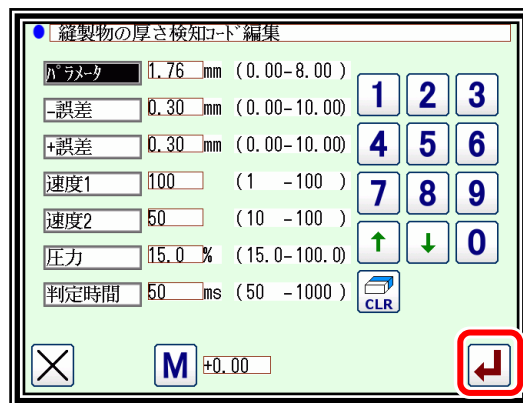 縫製物の厚さ検知ｺｰﾄﾞ編集
ﾊﾟﾗﾒｰﾀ 1.76 mm (0.00-8.00 )
-誤差 0.30 mm (0.00-10.00)
+誤差 0.30 mm (0.00-10.00)
速度1 100 (1 -100 )
速度2 50 (10 -100 )
圧力 15.0 % (15.0-100.0)
判定時間 50 ms (50 -1000 )
1 2 3
4 5 6
7 8 9
↑ ↓ 0
CLR
M +0.00